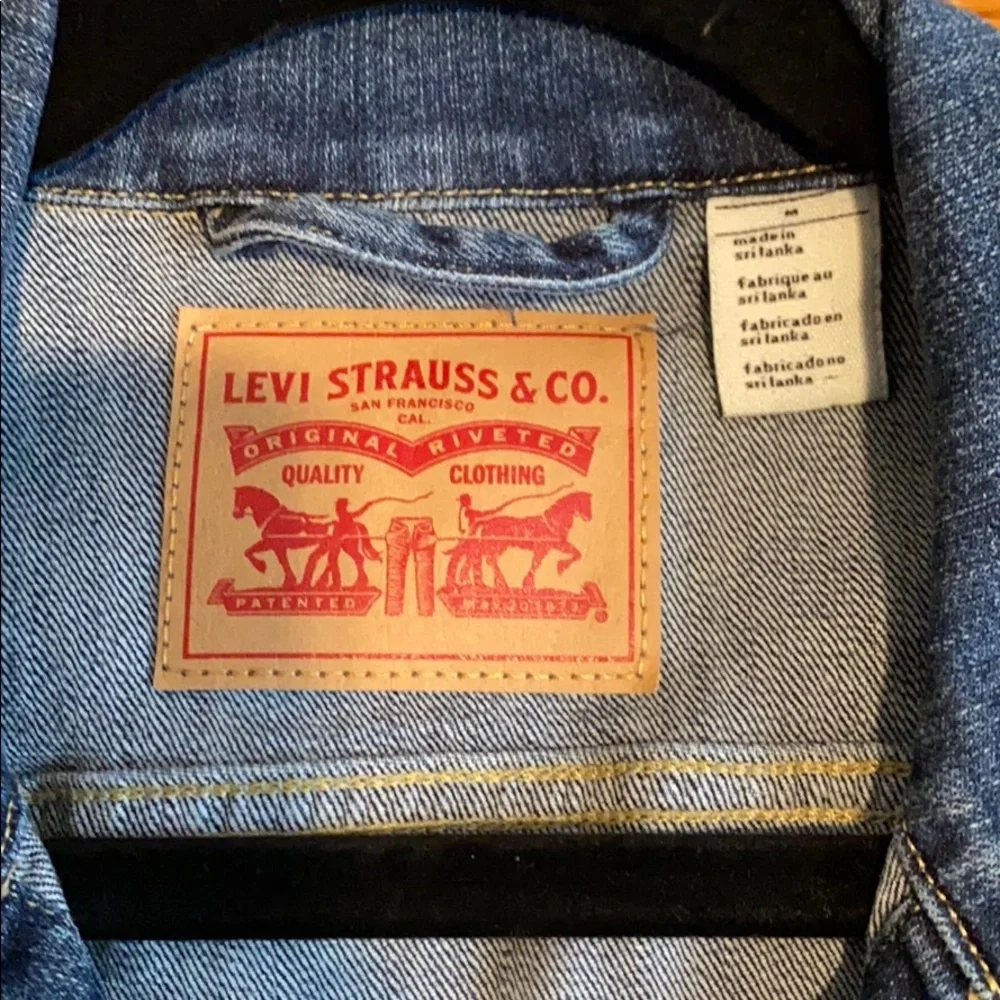 LEVI STRAUSS & CO.
SAN FRANCISCO
CAL.
ORIGINAL RIVETED
QUALITY CLOTHING
PATENTED
®
M
made in
sri lanka
fabrique au
sri lanka
fabricado en
sri lanka
fabricado no
sri lanka